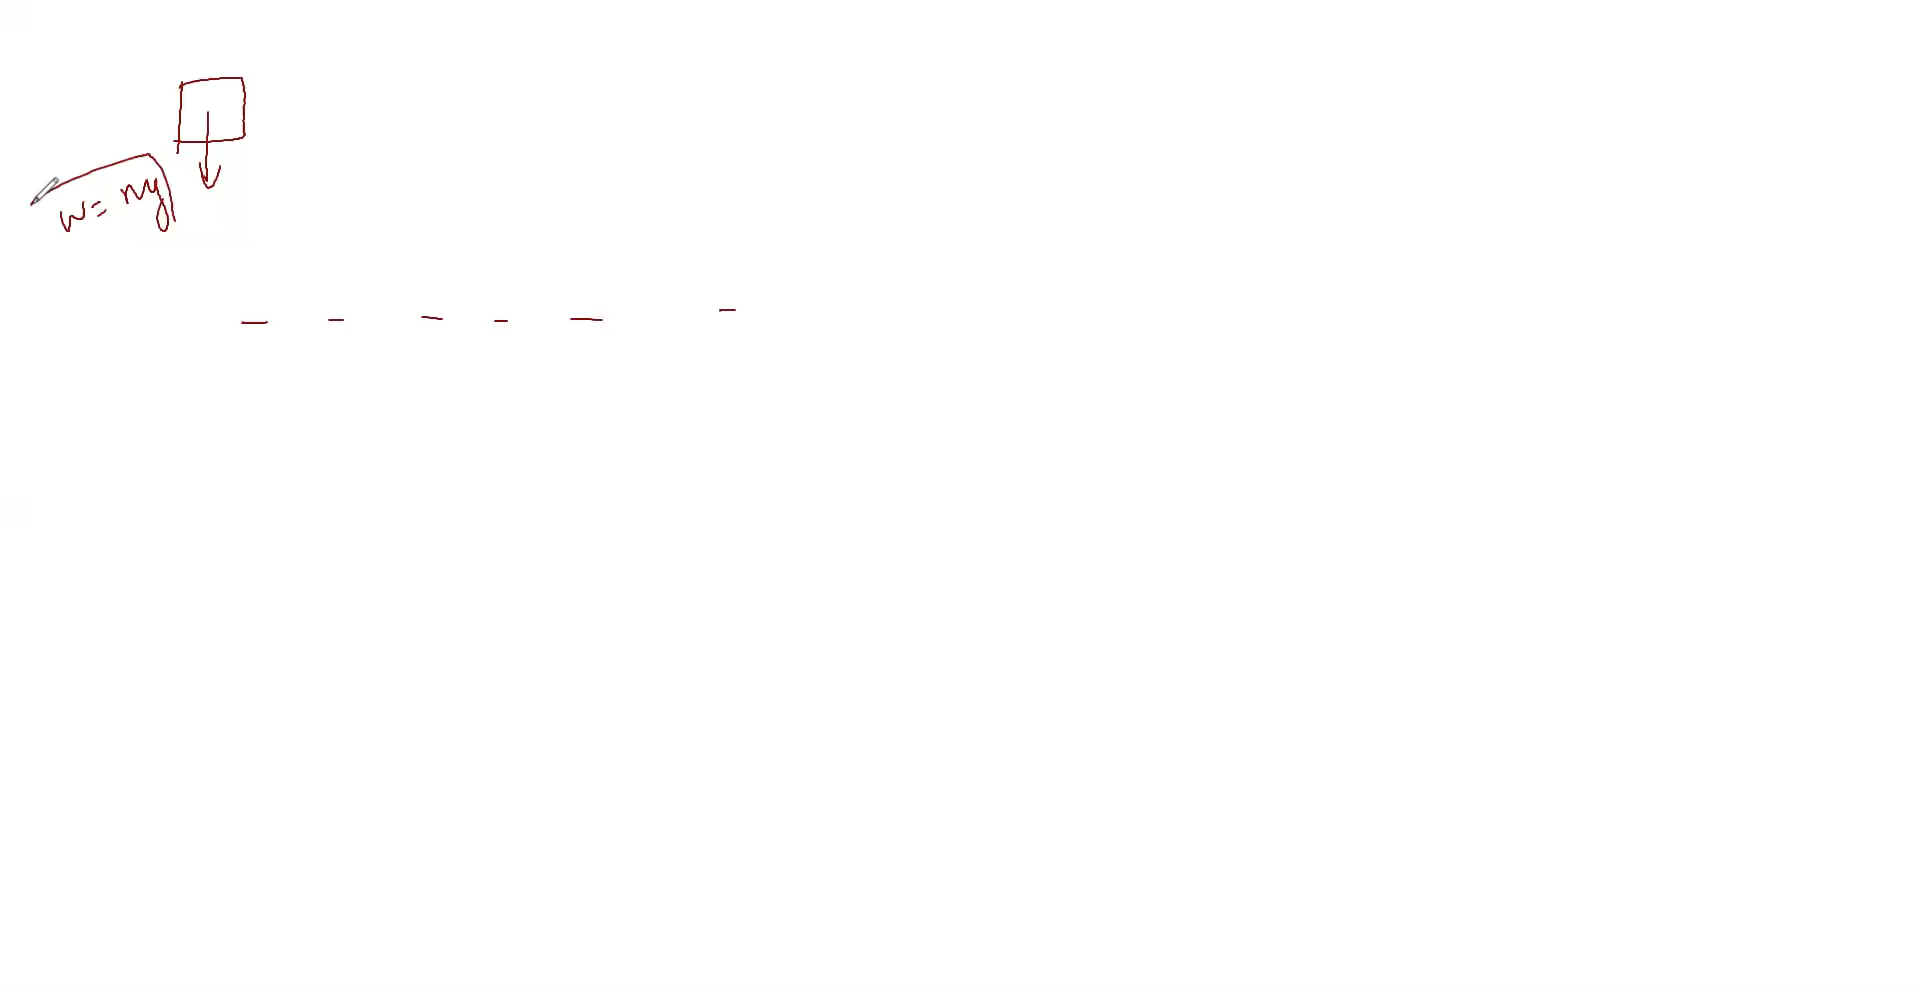 w = mg